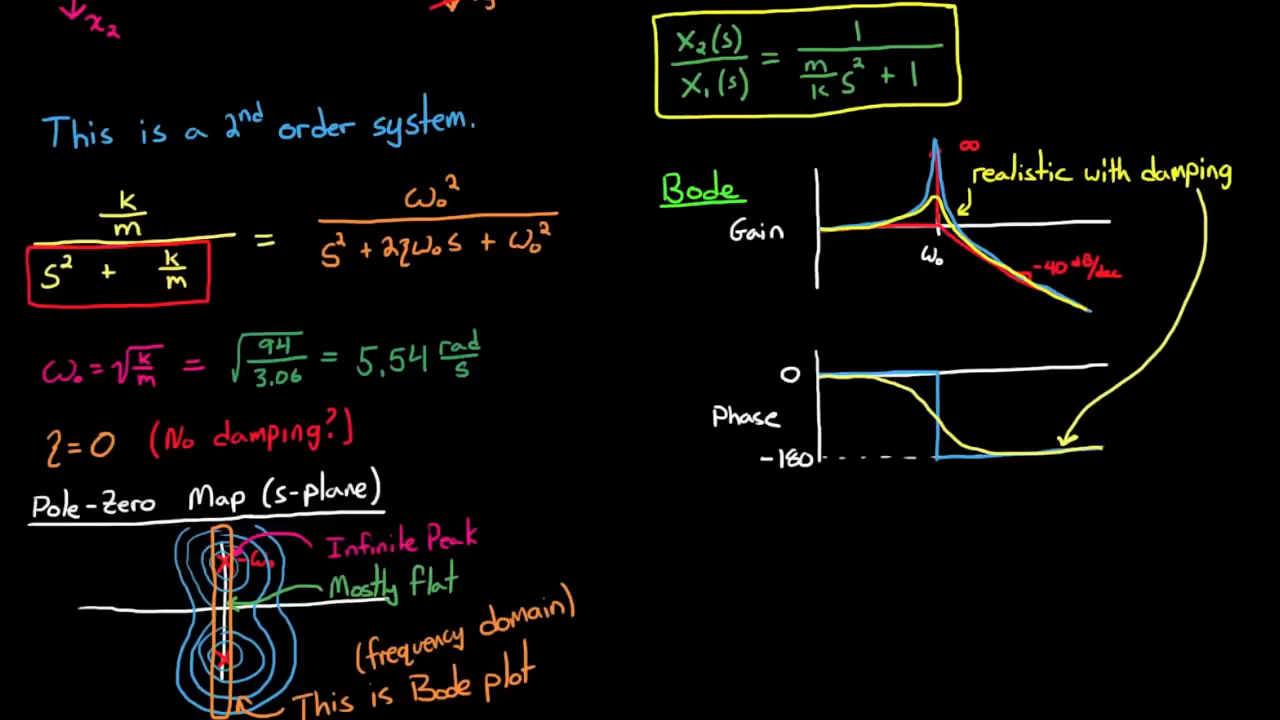 x₂
This is a 2nd order system.
k/m / (s² + k/m) = ω₀² / (s² + 2ζω₀s + ω₀²)
ω₀ = √(k/m) = √(94/3.06) = 5.54 rad/s
ζ = 0 (No damping?)
Pole-Zero Map (s-plane)
Infinite Peak
ω₀
Mostly flat
(frequency domain)
This is Bode plot
X₂(s)/X₁(s) = 1 / (m/k s² + 1)
Bode
∞
realistic with damping
Gain
ω₀
-40 dB/dec
0
Phase
-180